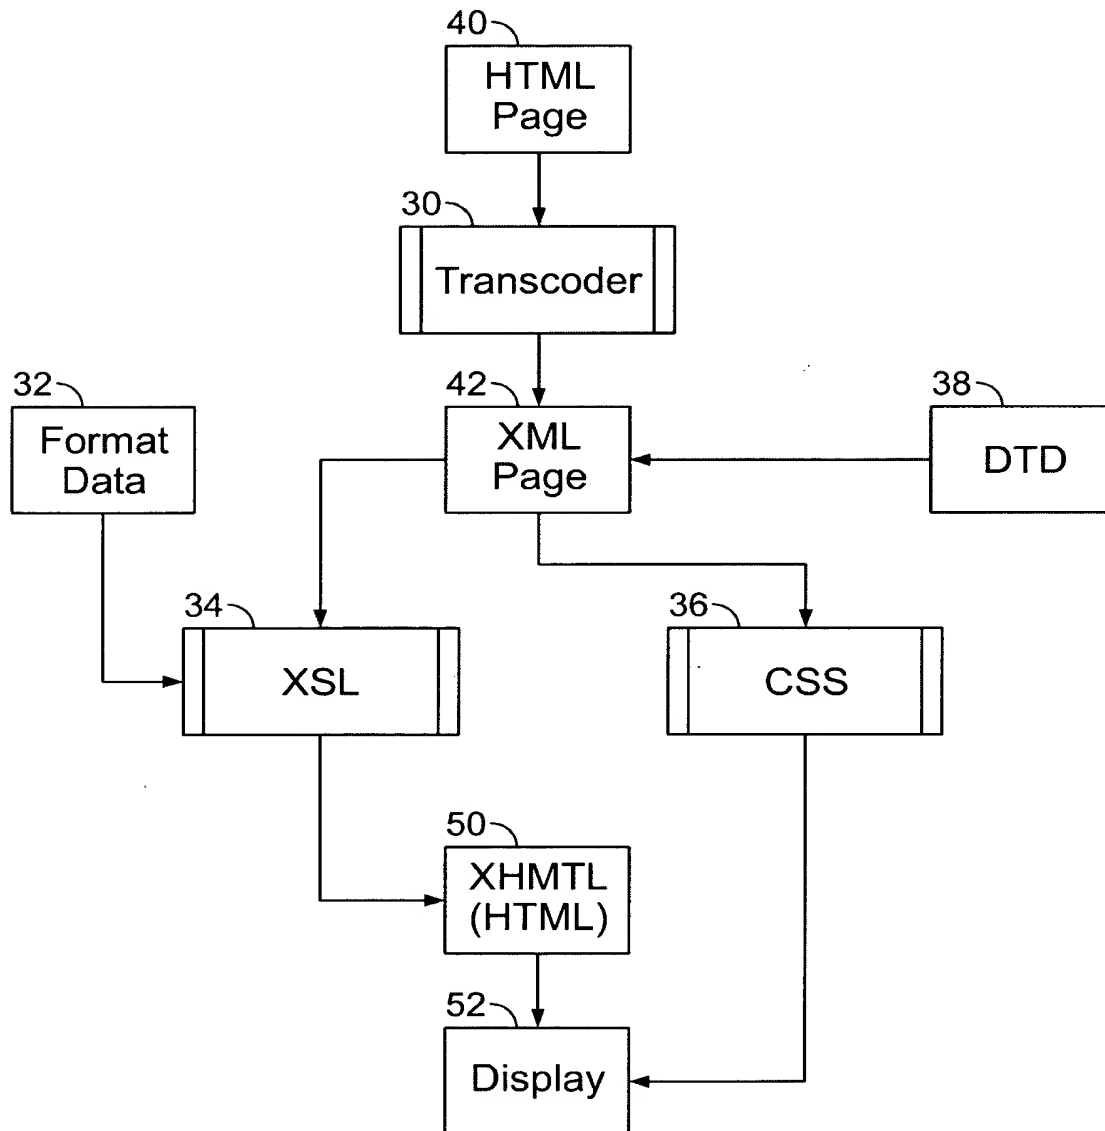 40
HTML
Page
30
Transcoder
32
Format
Data
42
XML
Page
38
DTD
34
XSL
36
CSS
50
XHMTL
(HTML)
52
Display